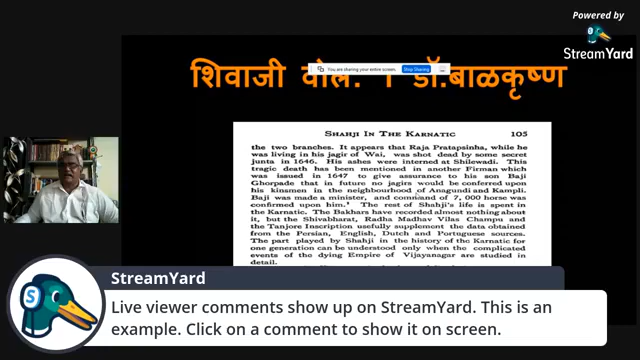 Powered by
StreamYard
शिवाजी वोल. १ डॉ.बाळकृष्ण
You are sharing your entire screen.
Stop Sharing
SHAHJI IN THE KARNATIC 105
the two branches. It appears that Raja Pratapsinha, while he
was living in his jagir of Wai, was shot dead by some secret
junta in 1646. His ashes were interned at Shilewadi. This
tragic death has been mentioned in another Firman which
was issued in 1647 to give assurance to his son Baji
Ghorpade that in future no jagirs would be conferred upon
his kinsmen in the neighbourhood of Anagundi and Kampli.
Baji was made a minister, and command of 7,000 horse was
confirmed upon him. The rest of Shahji's life is spent in
the Karnatic. The Bakhars have recorded almost nothing about
it, but the Shivabharat, Radha Madhav Vilas Champu and
the Tanjore Inscription usefully supplement the data obtained
from the Persian, English, Dutch and Portuguese sources.
The part played by Shahji in the history of the Karnatic for
one generation can be understood only when the complicated
events of the dying Empire of Vijayanagar are studied in
detail.
StreamYard
Live viewer comments show up on StreamYard. This is an
example. Click on a comment to show it on screen.